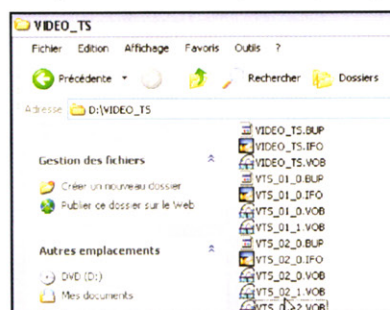 VIDEO_TS
Fichier Edition Affichage Favoris Outils ?
Précédente Rechercher Dossiers
Adresse D:\VIDEO_TS
Gestion des fichiers
Créer un nouveau dossier
Publier ce dossier sur le Web
Autres emplacements
DVD (D:)
Mes documents
VIDEO_TS.BUP
VIDEO_TS.IFO
VIDEO_TS.VOB
VTS_01_0.BUP
VTS_01_0.IFO
VTS_01_0.VOB
VTS_01_1.VOB
VTS_02_0.BUP
VTS_02_0.IFO
VTS_02_0.VOB
VTS_02_1.VOB